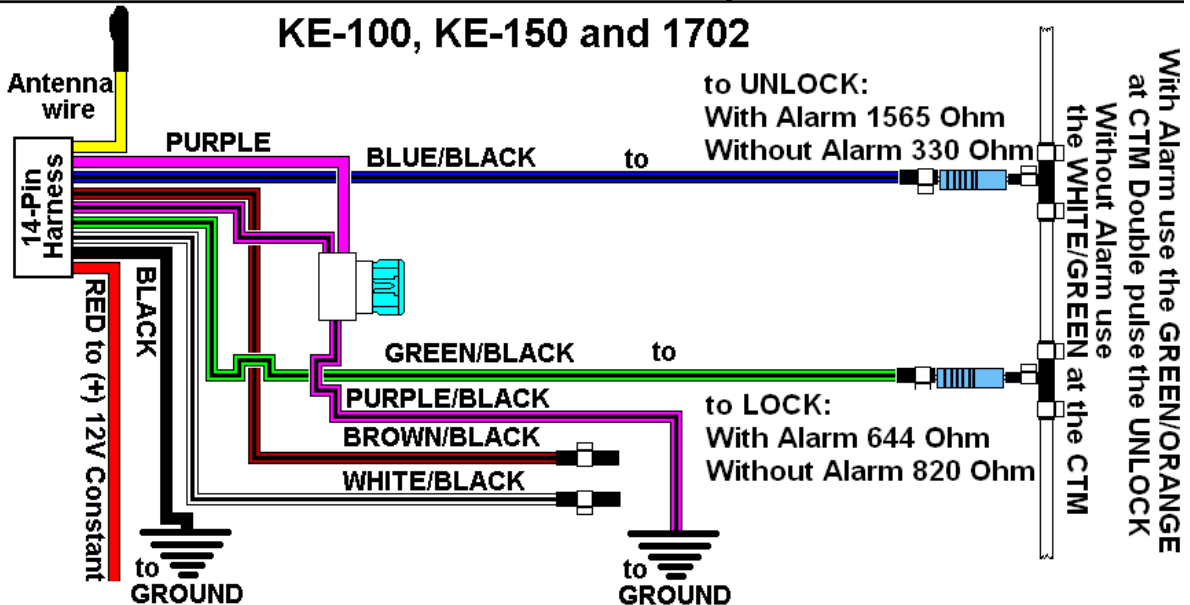 KE-100, KE-150 and 1702
Antenna
wire
14-Pin
Harness
PURPLE
BLUE/BLACK to
to UNLOCK:
With Alarm 1565 Ohm
Without Alarm 330 Ohm
RED to (+) 12V Constant
BLACK
GREEN/BLACK to
PURPLE/BLACK
BROWN/BLACK
WHITE/BLACK
to LOCK:
With Alarm 644 Ohm
Without Alarm 820 Ohm
to
GROUND
to
GROUND
With Alarm use the GREEN/ORANGE
at CTM Double pulse the UNLOCK
Without Alarm use
the WHITE/GREEN at the CTM